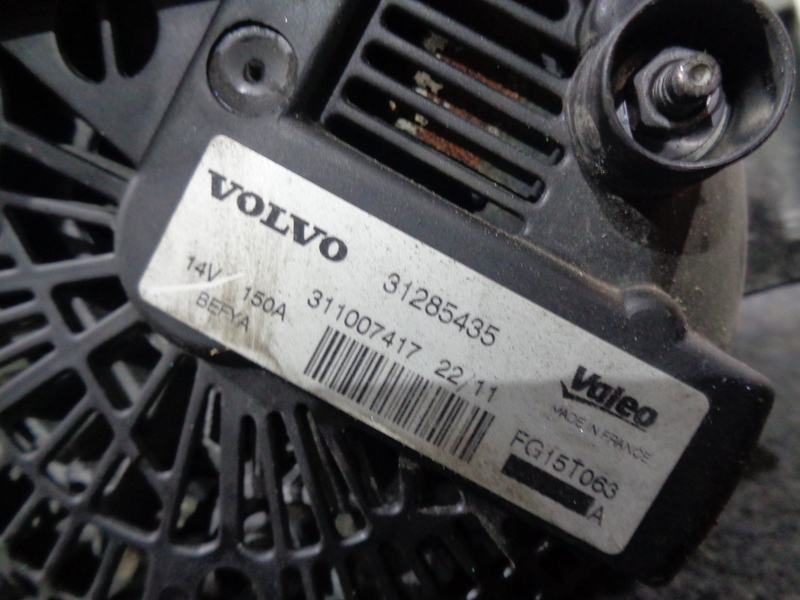 VOLVO
31285435
14V / 150A 311007417 22/11
BEFYA
Valeo
MADE IN FRANCE
FG15T063
A